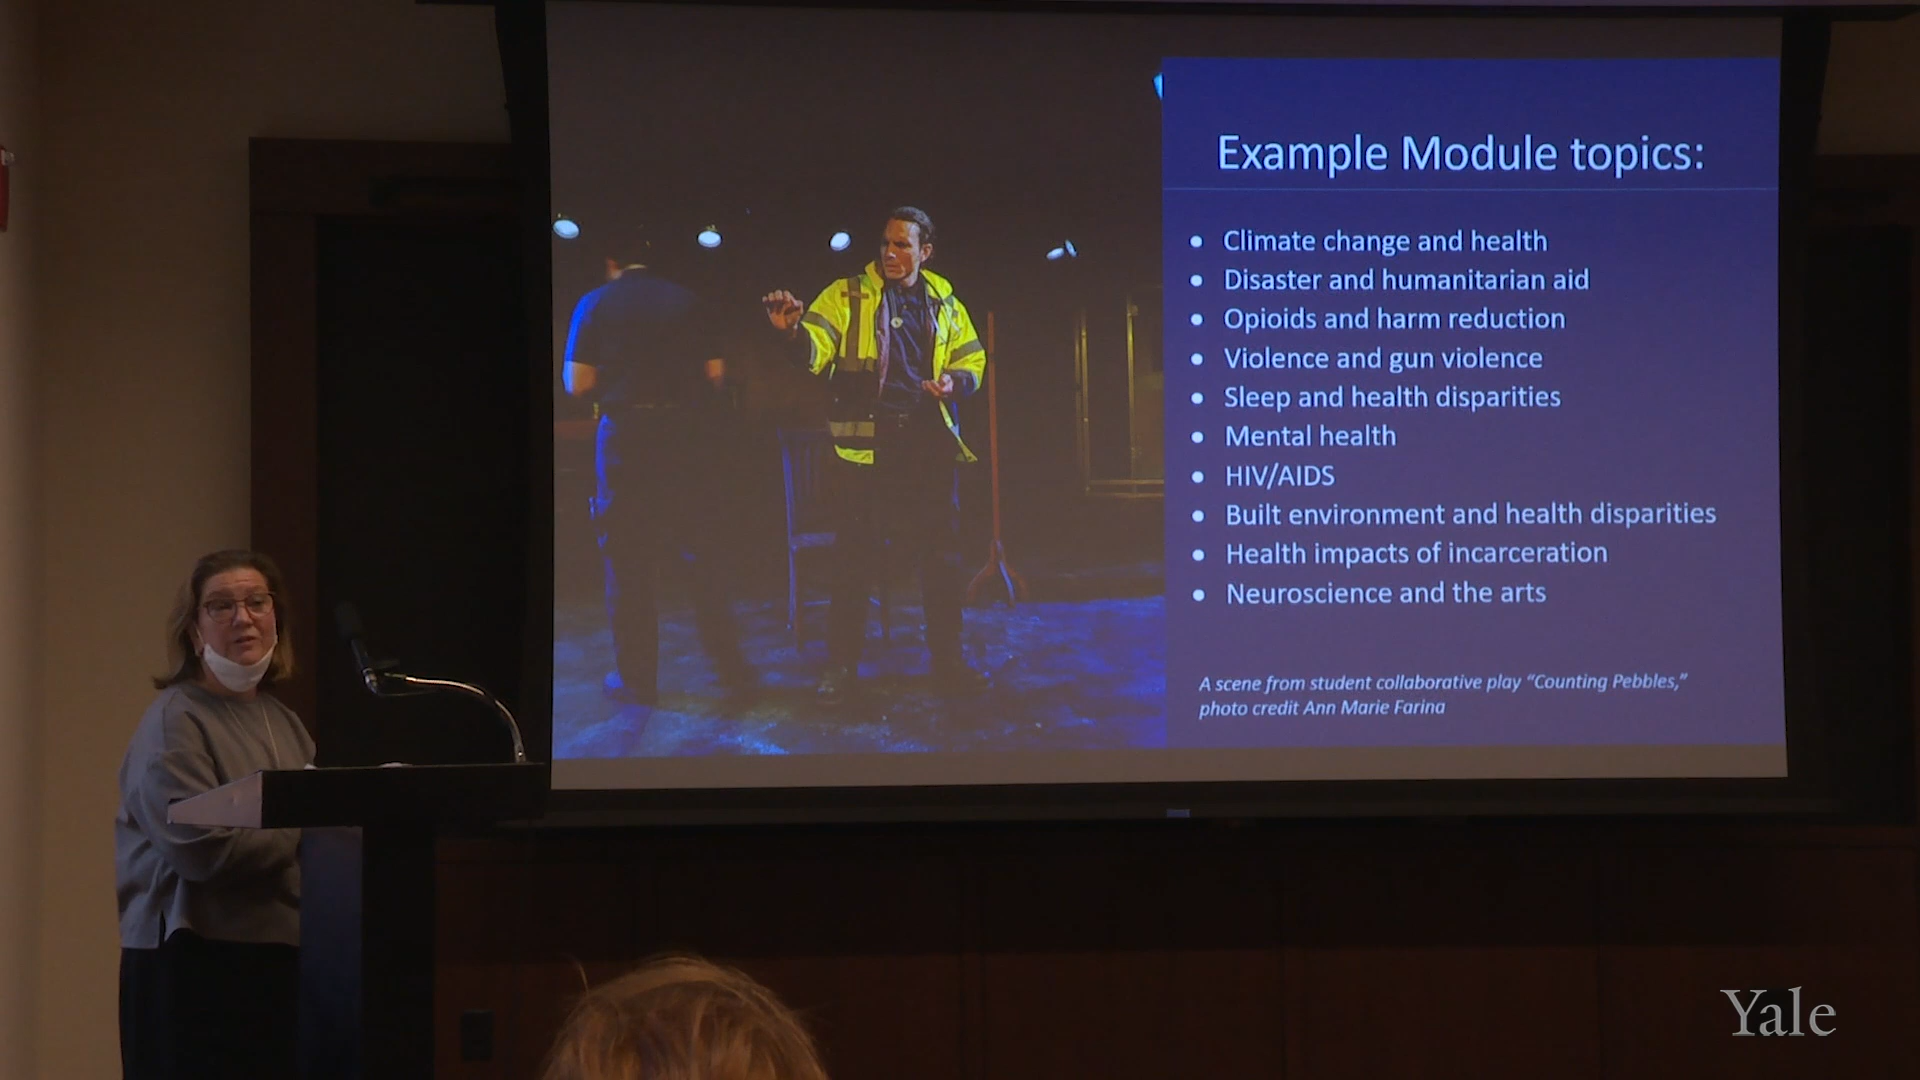 Example Module topics:
• Climate change and health
• Disaster and humanitarian aid
• Opioids and harm reduction
• Violence and gun violence
• Sleep and health disparities
• Mental health
• HIV/AIDS
• Built environment and health disparities
• Health impacts of incarceration
• Neuroscience and the arts
A scene from student collaborative play “Counting Pebbles,”
photo credit Ann Marie Farina
Yale